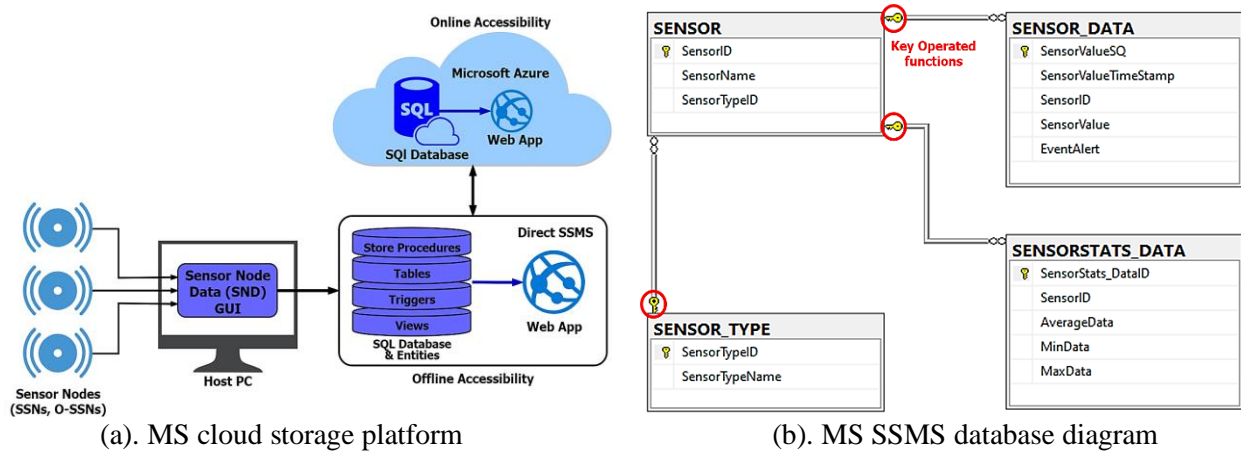 Online Accessibility
Microsoft Azure
SQL
Web App
SQl Database
Sensor Node
Data (SND)
GUI
Host PC
Sensor Nodes
(SSNs, O-SSNs)
Direct SSMS
Store Procedures
Tables
Triggers
Views
SQL Database
& Entities
Web App
Offline Accessibility
(a). MS cloud storage platform
SENSOR
SensorID
SensorName
SensorTypeID
Key Operated
functions
SENSOR_DATA
SensorValueSQ
SensorValueTimeStamp
SensorID
SensorValue
EventAlert
SENSORSTATS_DATA
SensorStats_DataID
SensorID
AverageData
MinData
MaxData
SENSOR_TYPE
SensorTypeID
SensorTypeName
(b). MS SSMS database diagram